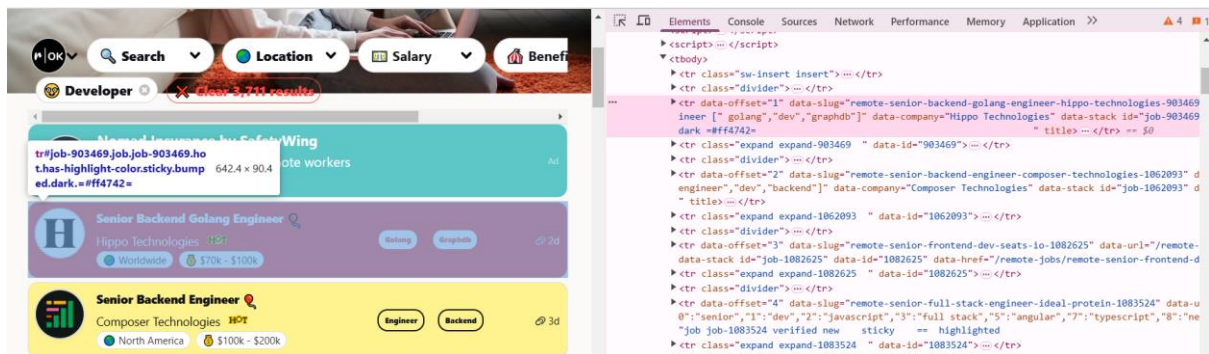 r|OK
Search
Location
Salary
Benefi
Developer
Clear 3,711 results
Nomad Insurance by SafetyWing
ote workers
Ad
tr#job-903469.job.job-903469.ho
t.has-highlight-color.sticky.bump
ed.dark.=#ff4742=
642.4 × 90.4
H
Senior Backend Golang Engineer
Hippo Technologies HOT
Golang
Graphdb
2d
Worldwide
$70k - $100k
Senior Backend Engineer
Composer Technologies HOT
Engineer
Backend
3d
North America
$100k - $200k
Elements Console Sources Network Performance Memory Application >> 4 1
<script> … </script>
<tbody>
<tr class="sw-insert insert"> … </tr>
<tr class="divider"> … </tr>
… <tr data-offset="1" data-slug="remote-senior-backend-golang-engineer-hippo-technologies-903469
ineer [" golang","dev","graphdb"]" data-company="Hippo Technologies" data-stack id="job-903469
dark =#ff4742= " title> … </tr> == $0
<tr class="expand expand-903469 " data-id="903469"> … </tr>
<tr class="divider"> … </tr>
<tr data-offset="2" data-slug="remote-senior-backend-engineer-composer-technologies-1062093" d
engineer","dev","backend"]" data-company="Composer Technologies" data-stack id="job-1062093" d
" title> … </tr>
<tr class="expand expand-1062093 " data-id="1062093"> … </tr>
<tr class="divider"> … </tr>
<tr data-offset="3" data-slug="remote-senior-frontend-dev-seats-io-1082625" data-url="/remote-
data-stack id="job-1082625" data-id="1082625" data-href="/remote-jobs/remote-senior-frontend-d
<tr class="expand expand-1082625 " data-id="1082625"> … </tr>
<tr class="divider"> … </tr>
<tr data-offset="4" data-slug="remote-senior-full-stack-engineer-ideal-protein-1083524" data-u
0":"senior","1":"dev","2":"javascript","3":"full stack","5":"angular","7":"typescript","8":"ne
"job job-1083524 verified new sticky == highlighted
<tr class="expand expand-1083524 " data-id="1083524"> … </tr>